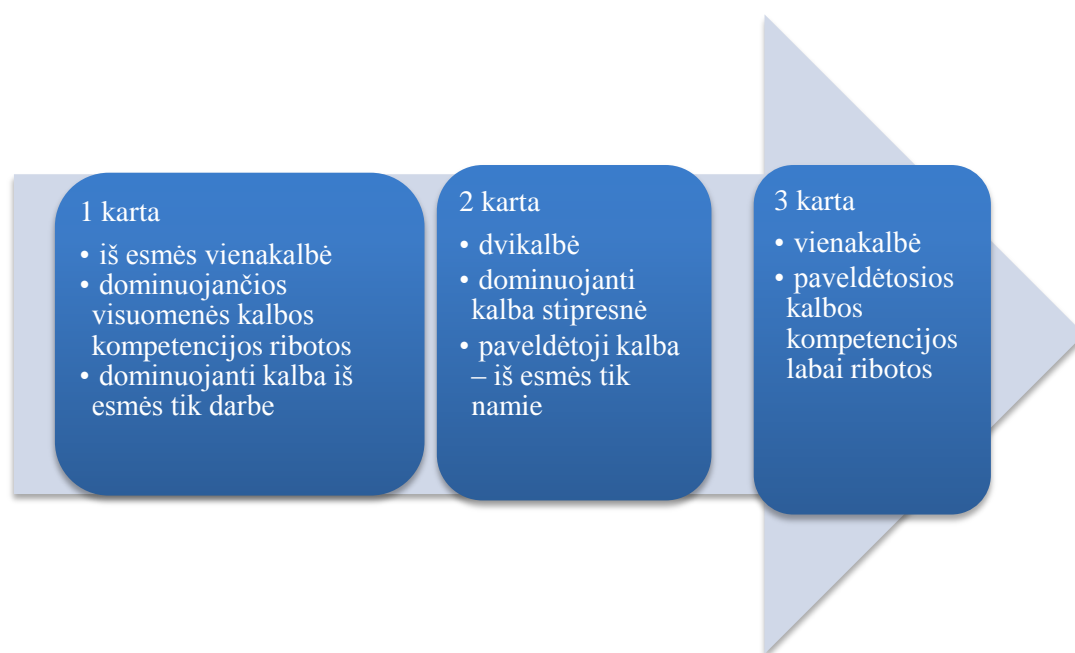 1 karta
• iš esmės vienakalbė
• dominuojančios
visuomenės kalbos
kompetencijos ribotos
• dominuojanti kalba iš
esmės tik darbe
2 karta
• dvikalbė
• dominuojanti
kalba stipresnė
• paveldėtoji kalba
– iš esmės tik
namie
3 karta
• vienakalbė
• paveldėtosios
kalbos
kompetencijos
labai ribotos